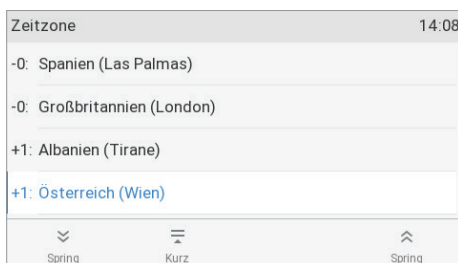 Zeitzone 14:08
-0: Spanien (Las Palmas)
-0: Großbritannien (London)
+1: Albanien (Tirane)
+1: Österreich (Wien)
Spring Kurz Spring